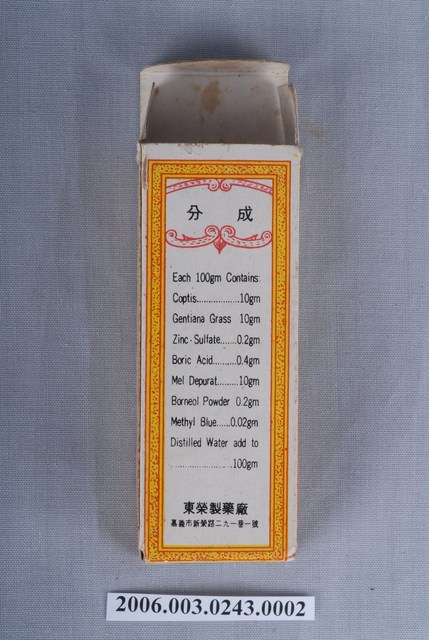 分 成
Each 100gm Contains:
Coptis..................10gm
Gentiana Grass 10gm
Zinc-Sulfate.......0.2gm
Boric Acid..........0.4gm
Mel Depurat.........10gm
Borneol Powder 0.2gm
Methyl Blue......0.02gm
Distilled Water add to
........................100gm
東榮製藥廠
嘉義市新榮路二九一巷一號
2006.003.0243.0002